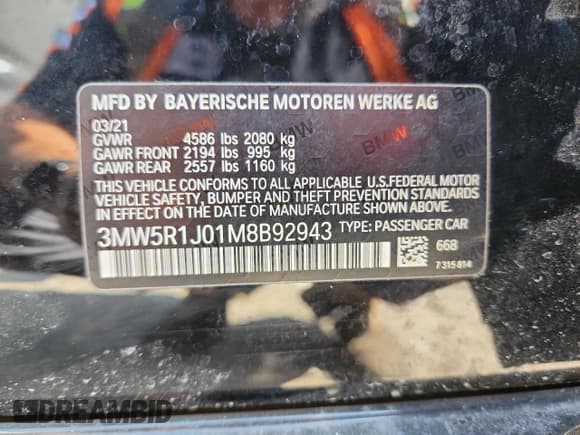 MFD BY BAYERISCHE MOTOREN WERKE AG
03/21
GVWR 4586 lbs 2080 kg
GAWR FRONT 2194 lbs 995 kg
GAWR REAR 2557 lbs 1160 kg
THIS VEHICLE CONFORMS TO ALL APPLICABLE U.S.FEDERAL MOTOR
VEHICLE SAFETY, BUMPER AND THEFT PREVENTION STANDARDS
IN EFFECT ON THE DATE OF MANUFACTURE SHOWN ABOVE.
3MW5R1J01M8B92943 TYPE: PASSENGER CAR
668
7315814
BMW
DREAMBID